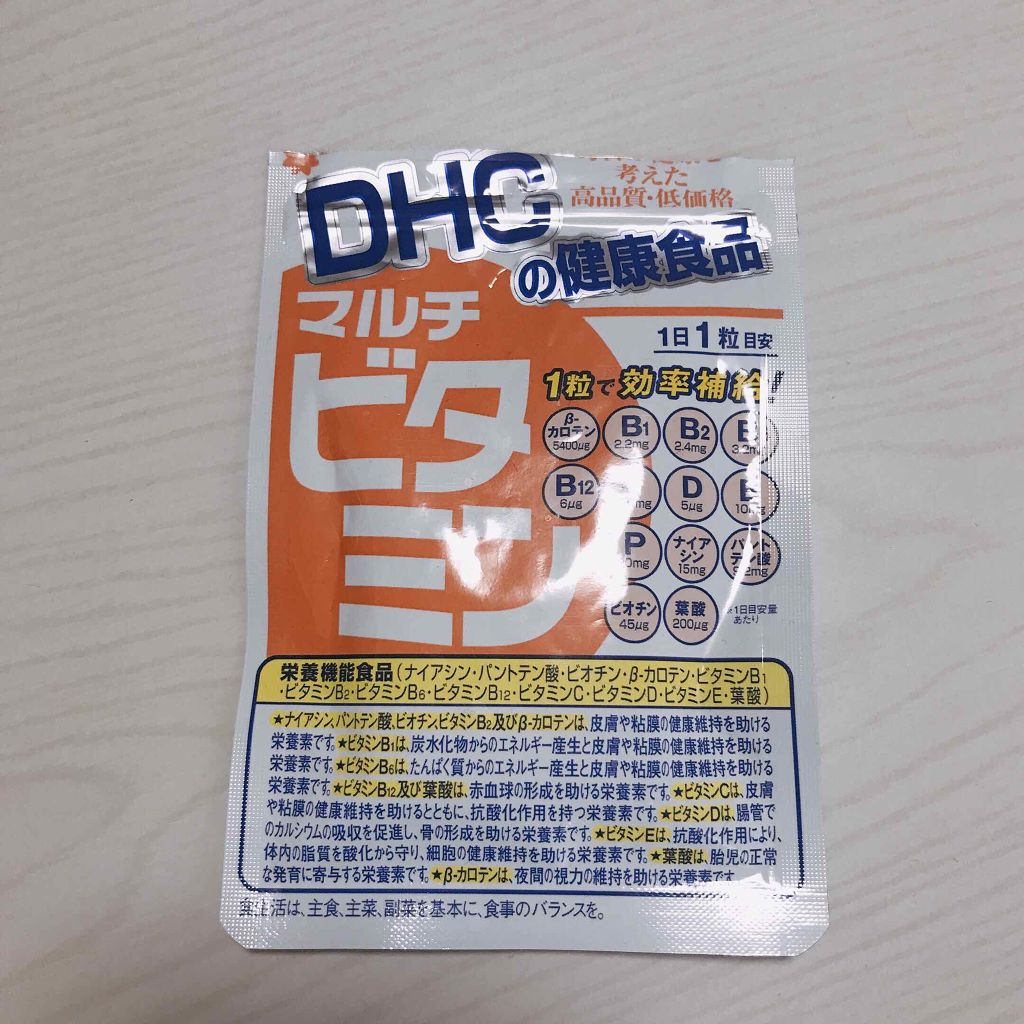 考えた
高品質・低価格
DHC
の健康食品
マルチ
ビタ
ミン
1日1粒目安
1粒で効率補給!
β-
カロテン
5400μg
B1
2.2mg
B2
2.4mg
B12
6μg
D
5μg
E
P
ナイア
シン
15mg
パント
テン酸
ビオチン
45μg
葉酸
200μg
※1日目安量
あたり
栄養機能食品(ナイアシン・パントテン酸・ビオチン・β-カロテン・ビタミンB1
・ビタミンB2・ビタミンB6・ビタミンB12・ビタミンC・ビタミンD・ビタミンE・葉酸)
★ナイアシン、パントテン酸、ビオチン、ビタミンB2及びβ-カロテンは、皮膚や粘膜の健康維持を助ける
栄養素です。★ビタミンB1は、炭水化物からのエネルギー産生と皮膚や粘膜の健康維持を助ける
栄養素です。★ビタミンB6は、たんぱく質からのエネルギー産生と皮膚や粘膜の健康維持を助ける
栄養素です。★ビタミンB12及び葉酸は、赤血球の形成を助ける栄養素です。★ビタミンCは、皮膚
や粘膜の健康維持を助けるとともに、抗酸化作用を持つ栄養素です。★ビタミンDは、腸管で
のカルシウムの吸収を促進し、骨の形成を助ける栄養素です。★ビタミンEは、抗酸化作用により、
体内の脂質を酸化から守り、細胞の健康維持を助ける栄養素です。★葉酸は、胎児の正常
な発育に寄与する栄養素です。★β-カロテンは、夜間の視力の維持を助ける栄養素です。
食生活は、主食、主菜、副菜を基本に、食事のバランスを。